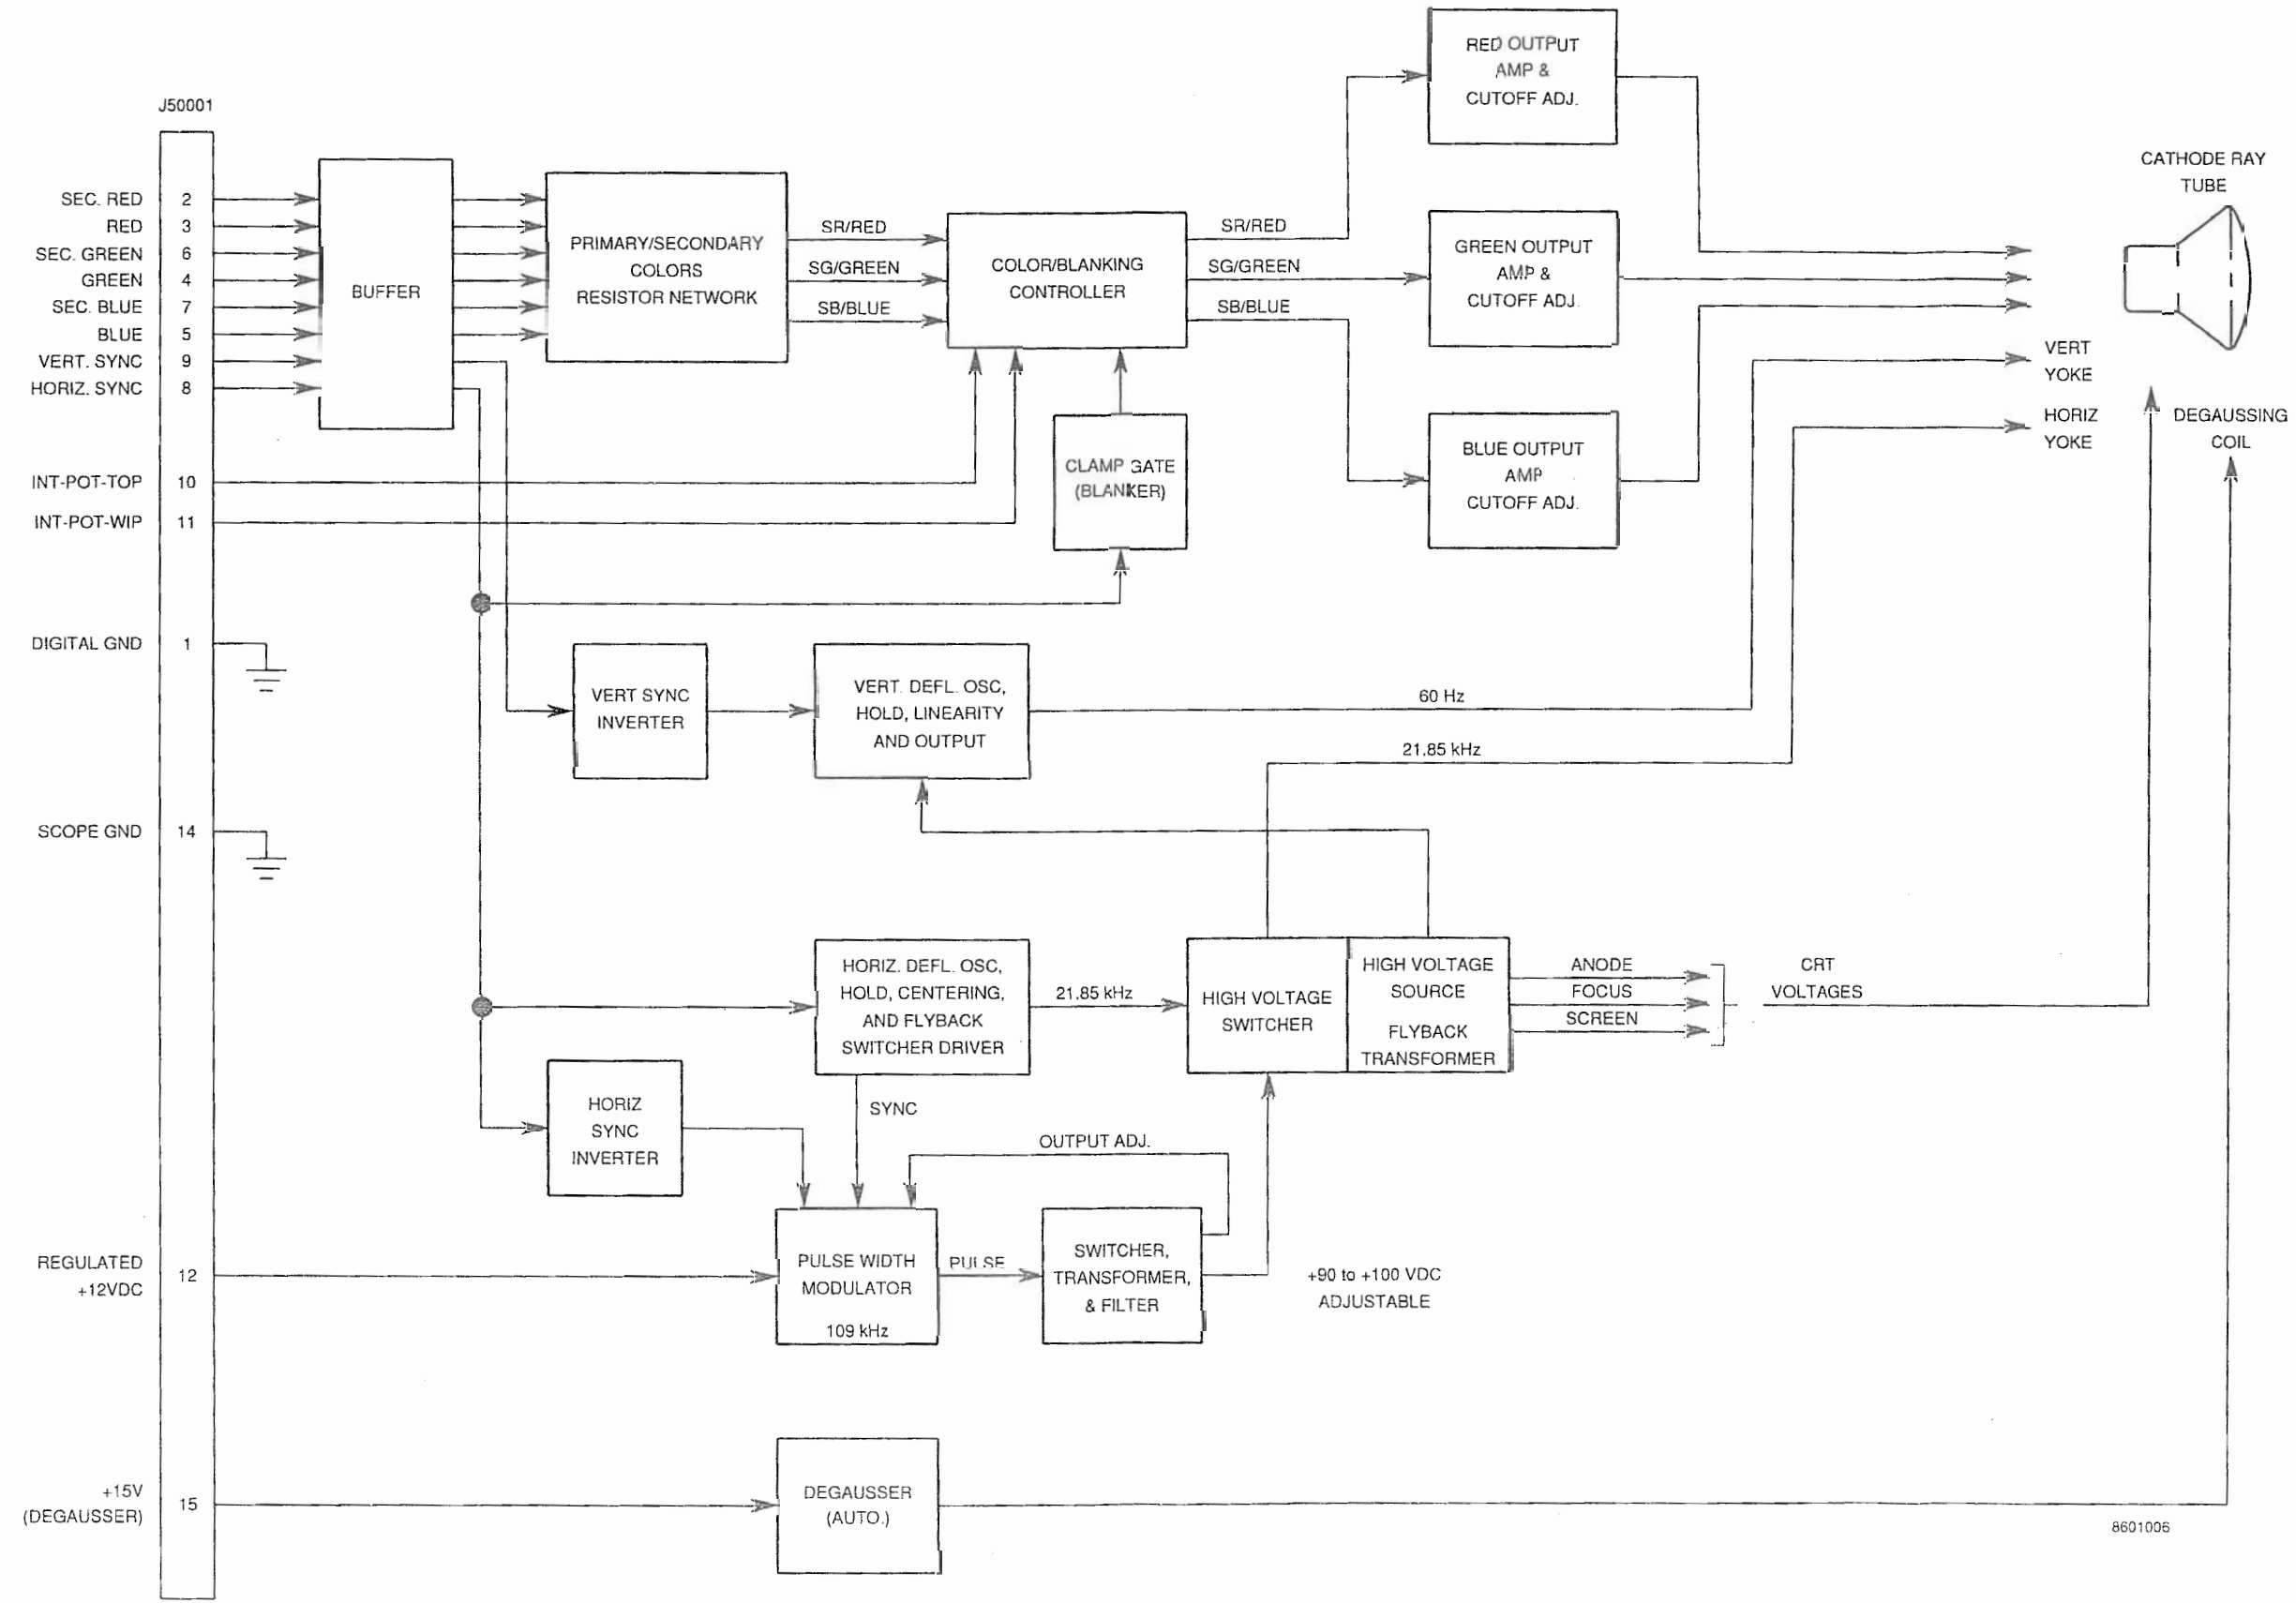 J50001
SEC. RED 2
RED 3
SEC. GREEN 6
GREEN 4
SEC. BLUE 7
BLUE 5
VERT. SYNC 9
HORIZ. SYNC 8
INT-POT-TOP 10
INT-POT-WIP 11
DIGITAL GND 1
SCOPE GND 14
REGULATED
+12VDC
12
+15V
(DEGAUSSER)
15
BUFFER
PRIMARY/SECONDARY
COLORS
RESISTOR NETWORK
SR/RED
SG/GREEN
SB/BLUE
COLOR/BLANKING
CONTROLLER
SR/RED
SG/GREEN
SB/BLUE
CLAMP GATE
(BLANKER)
RED OUTPUT
AMP &
CUTOFF ADJ.
GREEN OUTPUT
AMP &
CUTOFF ADJ.
BLUE OUTPUT
AMP
CUTOFF ADJ.
CATHODE RAY
TUBE
VERT
YOKE
HORIZ
YOKE
DEGAUSSING
COIL
VERT SYNC
INVERTER
VERT. DEFL. OSC,
HOLD, LINEARITY
AND OUTPUT
60 Hz
21.85 kHz
HORIZ. DEFL. OSC,
HOLD, CENTERING,
AND FLYBACK
SWITCHER DRIVER
21.85 kHz
HIGH VOLTAGE
SWITCHER
HIGH VOLTAGE
SOURCE
FLYBACK
TRANSFORMER
ANODE
FOCUS
SCREEN
CRT
VOLTAGES
HORIZ
SYNC
INVERTER
SYNC
OUTPUT ADJ.
PULSE WIDTH
MODULATOR
109 kHz
PULSE
SWITCHER,
TRANSFORMER,
& FILTER
+90 to +100 VDC
ADJUSTABLE
DEGAUSSER
(AUTO.)
8601006